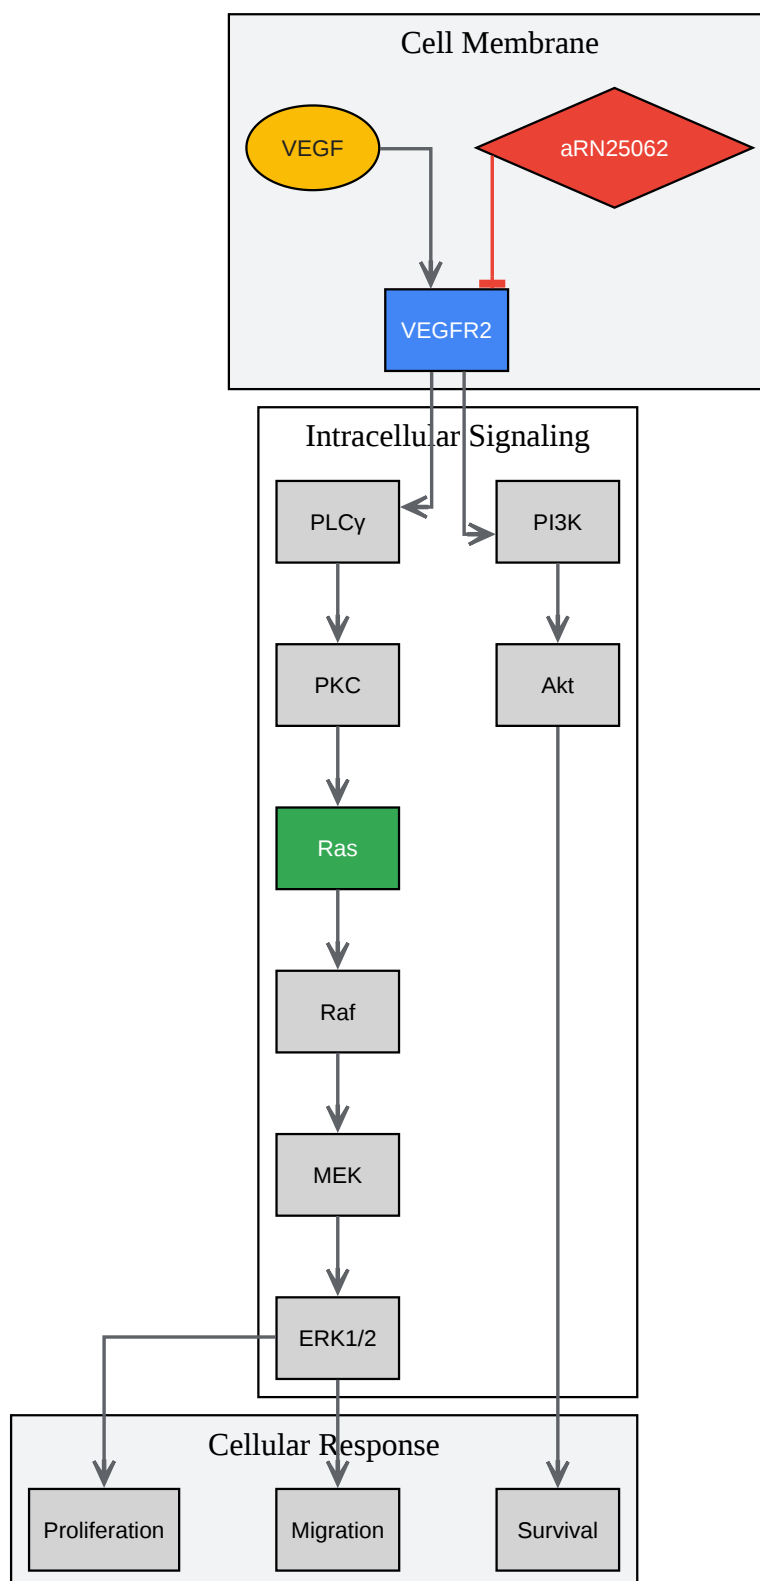 Cell Membrane
VEGF
aRN25062
VEGFR2
Intracellular Signaling
PLCγ
PI3K
PKC
Akt
Ras
Raf
MEK
ERK1/2
Cellular Response
Proliferation
Migration
Survival